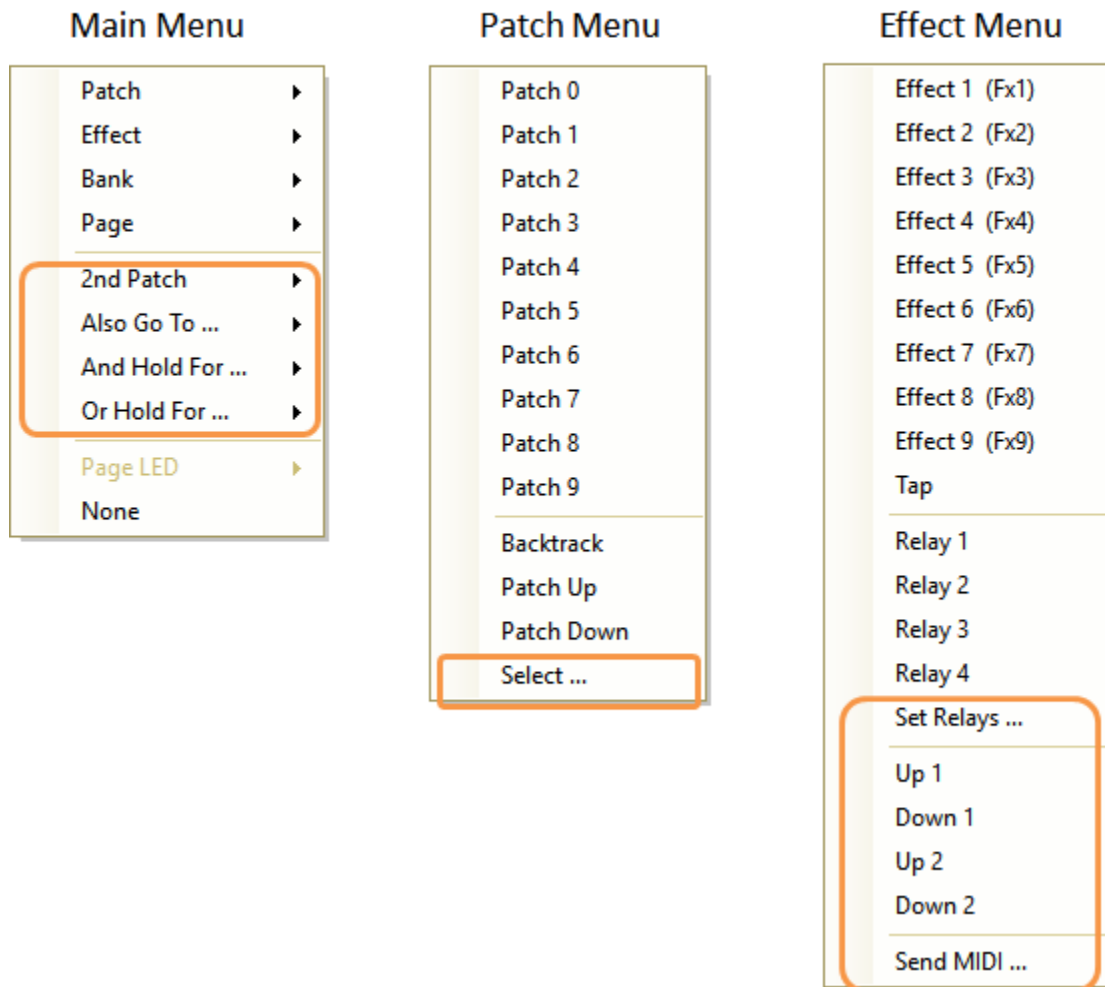 Main Menu
Patch
Effect
Bank
Page
2nd Patch
Also Go To ...
And Hold For ...
Or Hold For ...
Page LED
None
Patch Menu
Patch 0
Patch 1
Patch 2
Patch 3
Patch 4
Patch 5
Patch 6
Patch 7
Patch 8
Patch 9
Backtrack
Patch Up
Patch Down
Select ...
Effect Menu
Effect 1 (Fx1)
Effect 2 (Fx2)
Effect 3 (Fx3)
Effect 4 (Fx4)
Effect 5 (Fx5)
Effect 6 (Fx6)
Effect 7 (Fx7)
Effect 8 (Fx8)
Effect 9 (Fx9)
Tap
Relay 1
Relay 2
Relay 3
Relay 4
Set Relays ...
Up 1
Down 1
Up 2
Down 2
Send MIDI ...